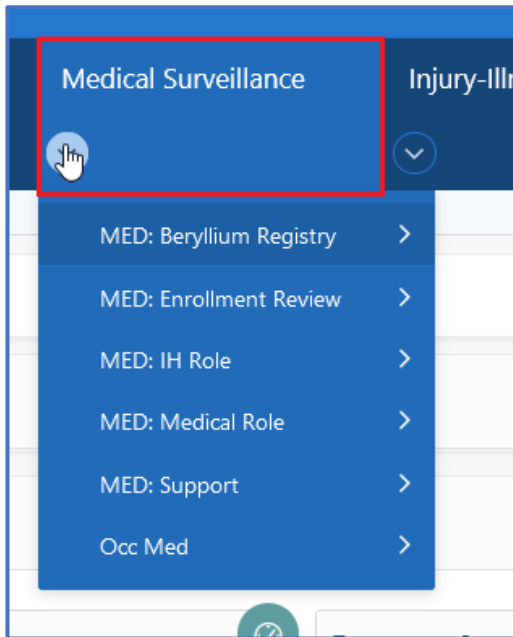 Medical Surveillance
MED: Beryllium Registry
MED: Enrollment Review
MED: IH Role
MED: Medical Role
MED: Support
Occ Med